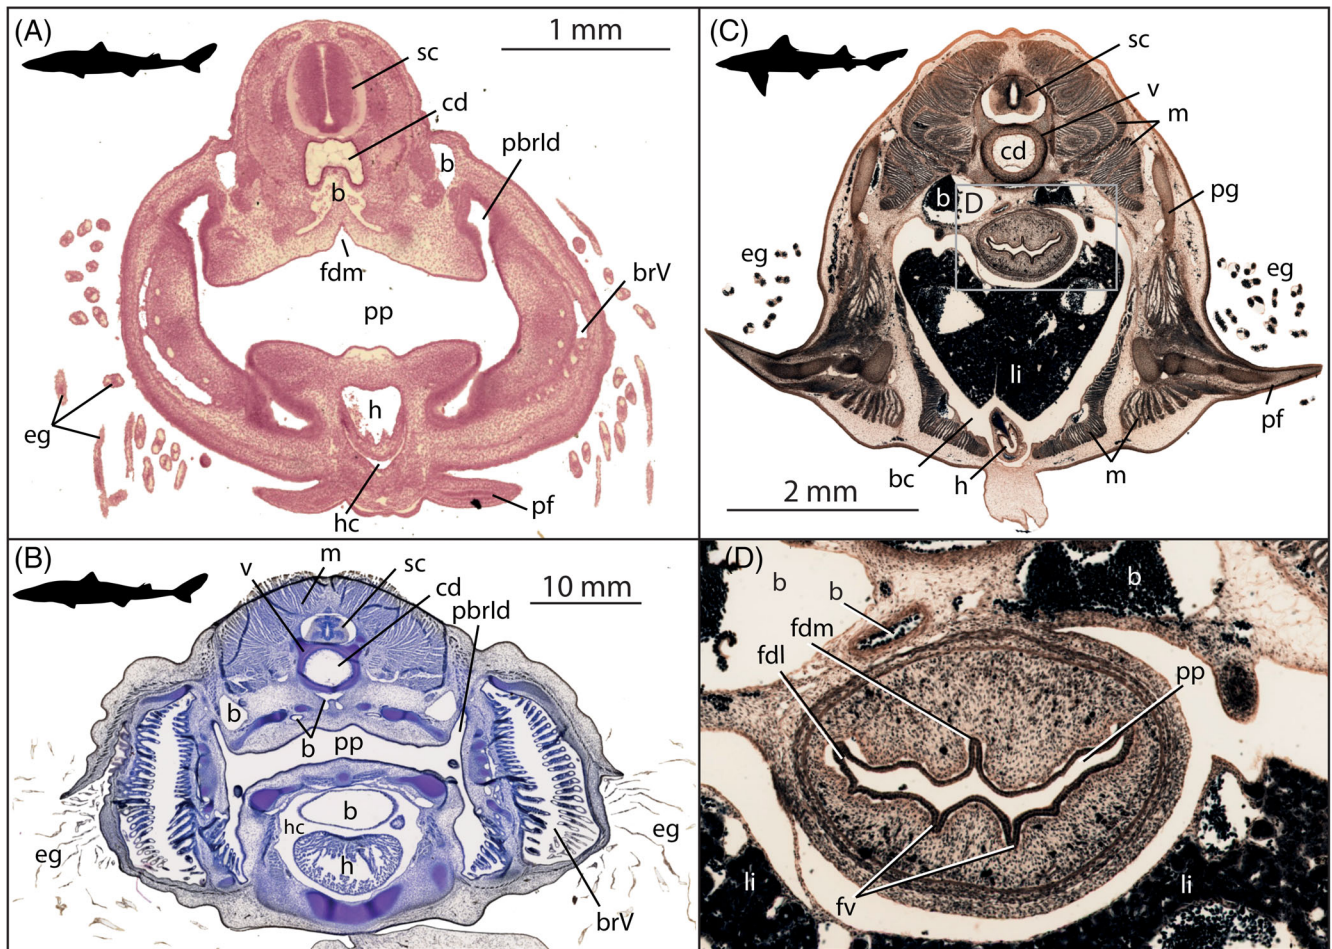 (A)
1 mm
sc
cd
pbrld
b
b
fdm
brV
pp
h
eg
hc
pf
(C)
sc
v
m
cd
b
D
pg
eg
eg
li
pf
bc
h
m
2 mm
(B)
v
m
sc
cd
pbrld
10 mm
b
b
pp
b
hc
h
eg
eg
brV
(D)
b
b
b
fdm
fdl
pp
li
li
fv